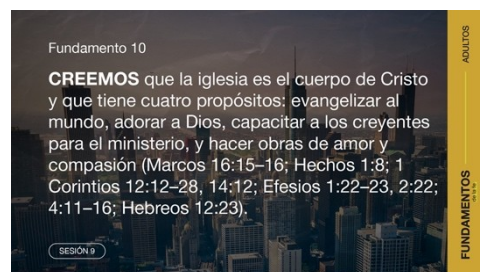 Fundamento 10
CREEMOS que la iglesia es el cuerpo de Cristo
y que tiene cuatro propósitos: evangelizar al
mundo, adorar a Dios, capacitar a los creyentes
para el ministerio, y hacer obras de amor y
compasión (Marcos 16:15–16; Hechos 1:8; 1
Corintios 12:12–28, 14:12; Efesios 1:22–23, 2:22;
4:11–16; Hebreos 12:23).
SESIÓN 9
ADULTOS
FUNDAMENTOS
de la fe